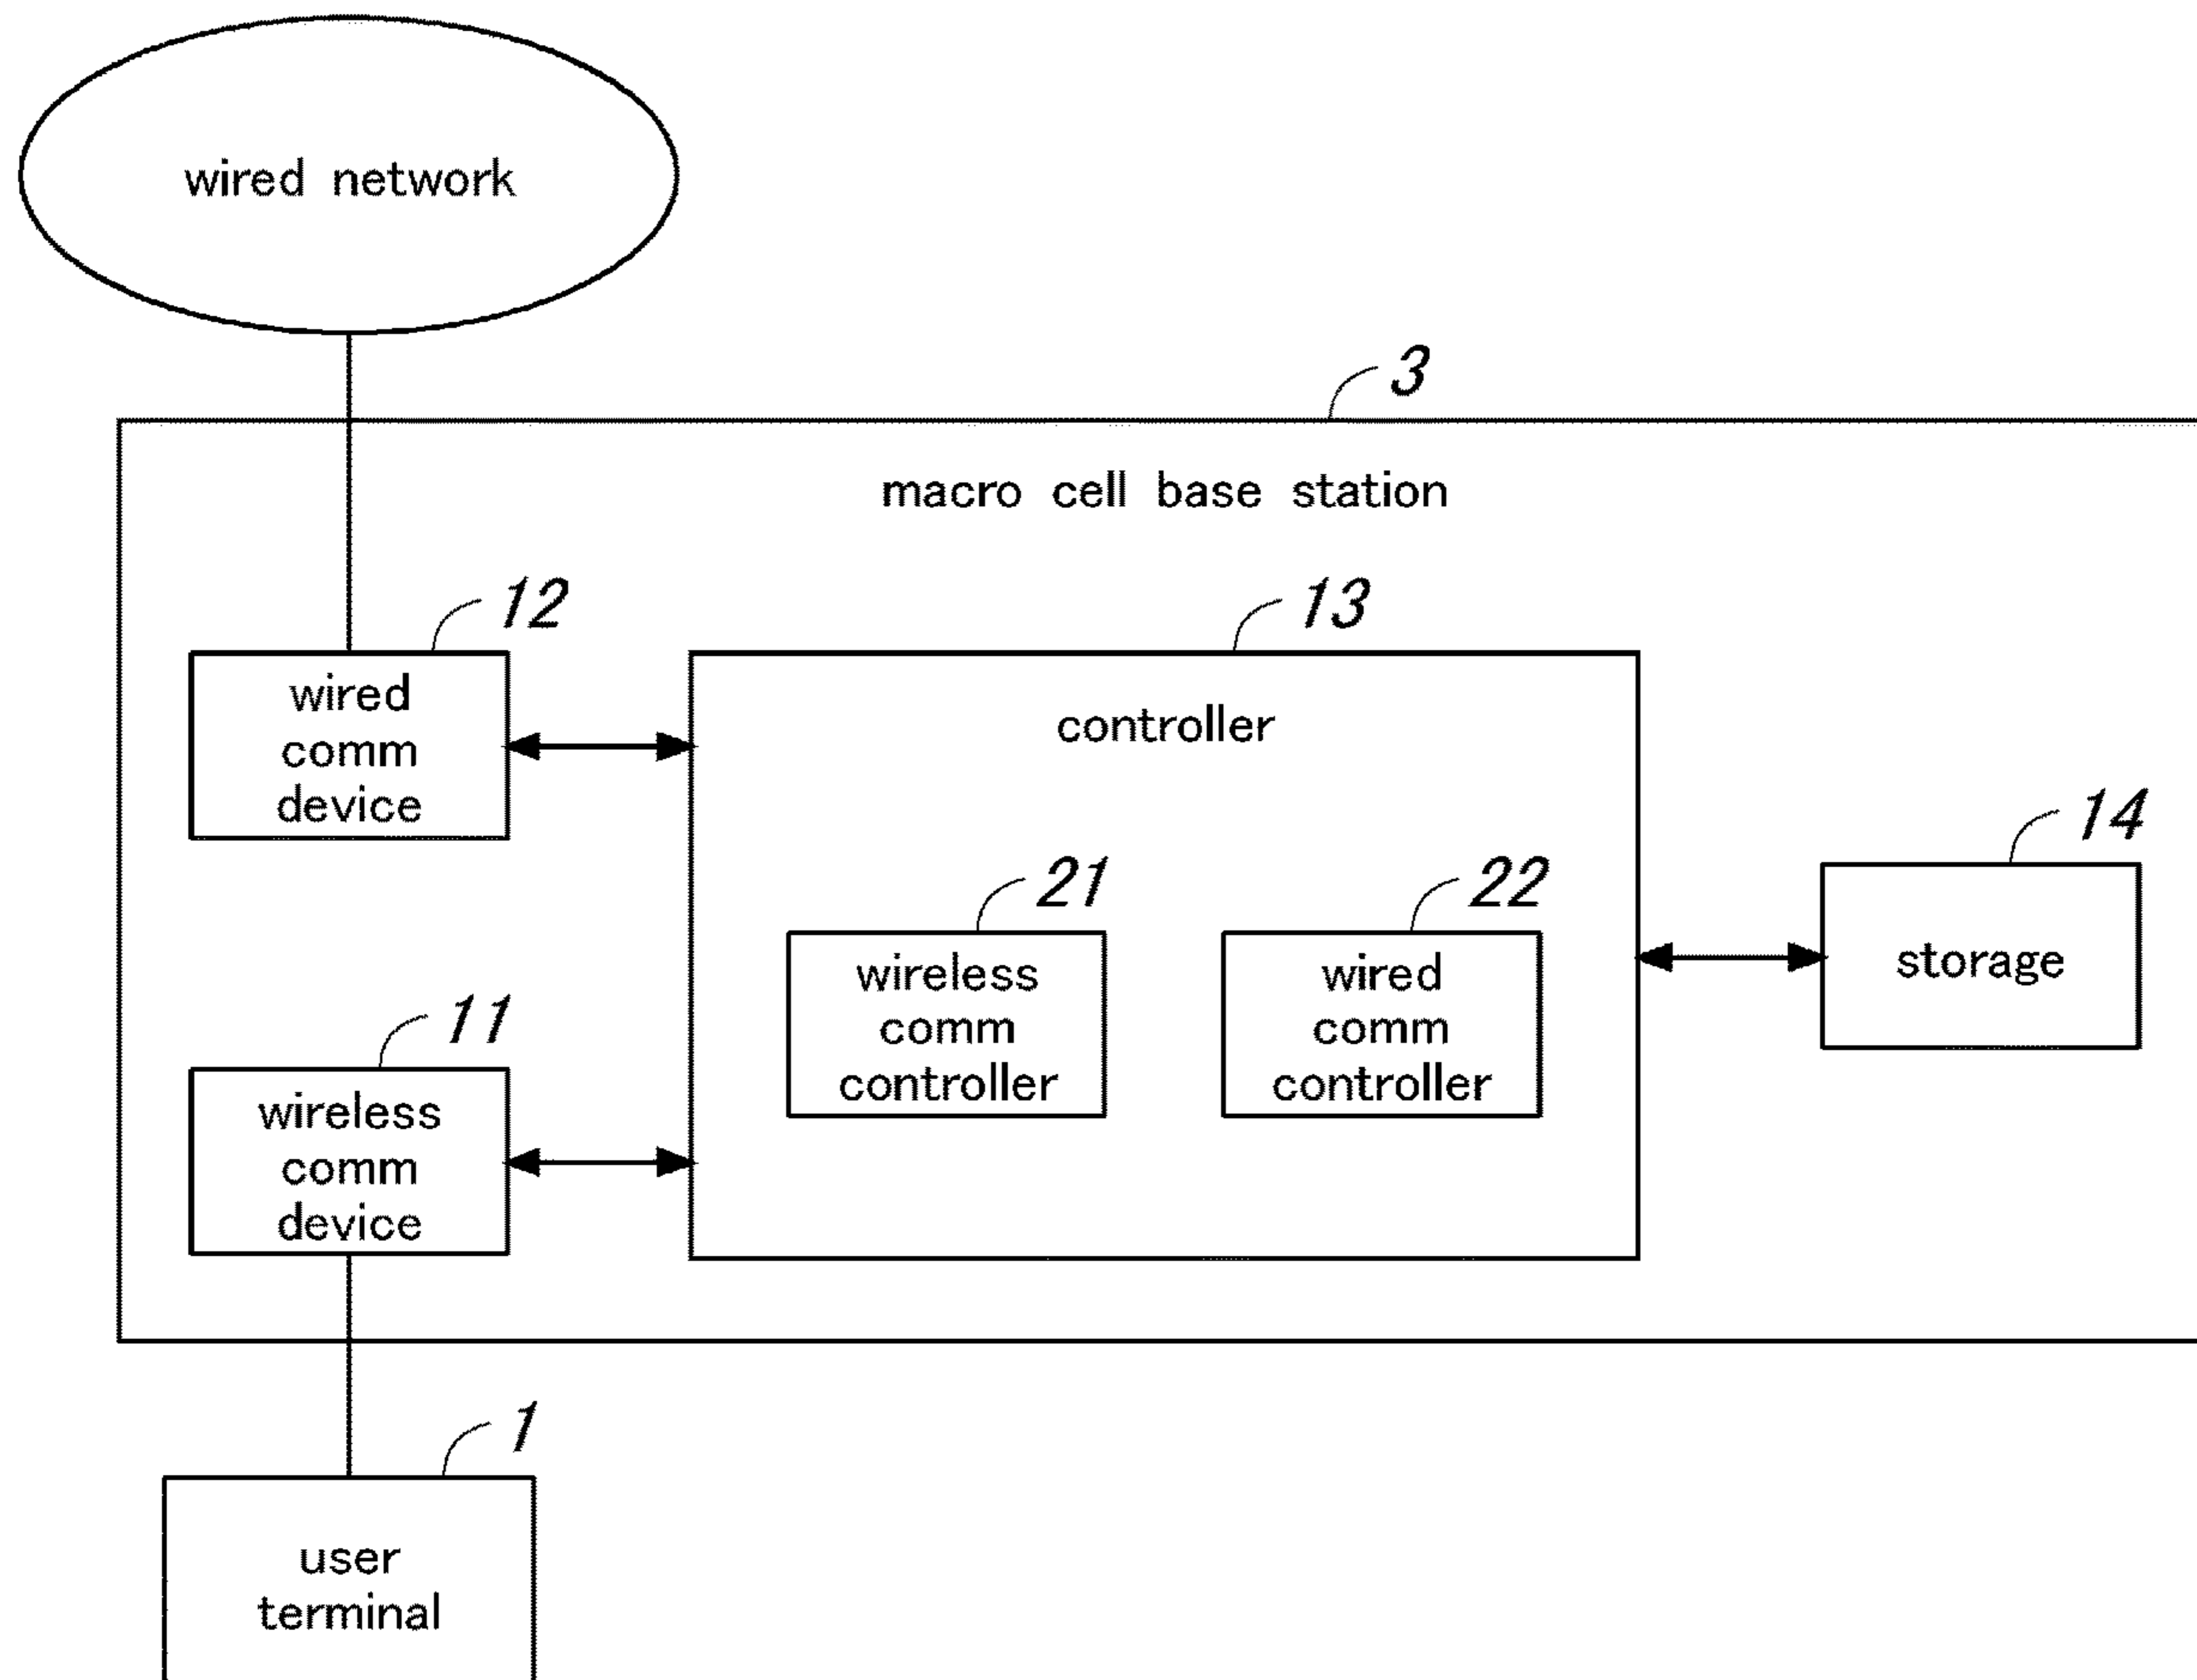 wired network
3
macro cell base station
12
wired
comm
device
13
controller
14
storage
21
wireless
comm
controller
22
wired
comm
controller
11
wireless
comm
device
1
user
terminal